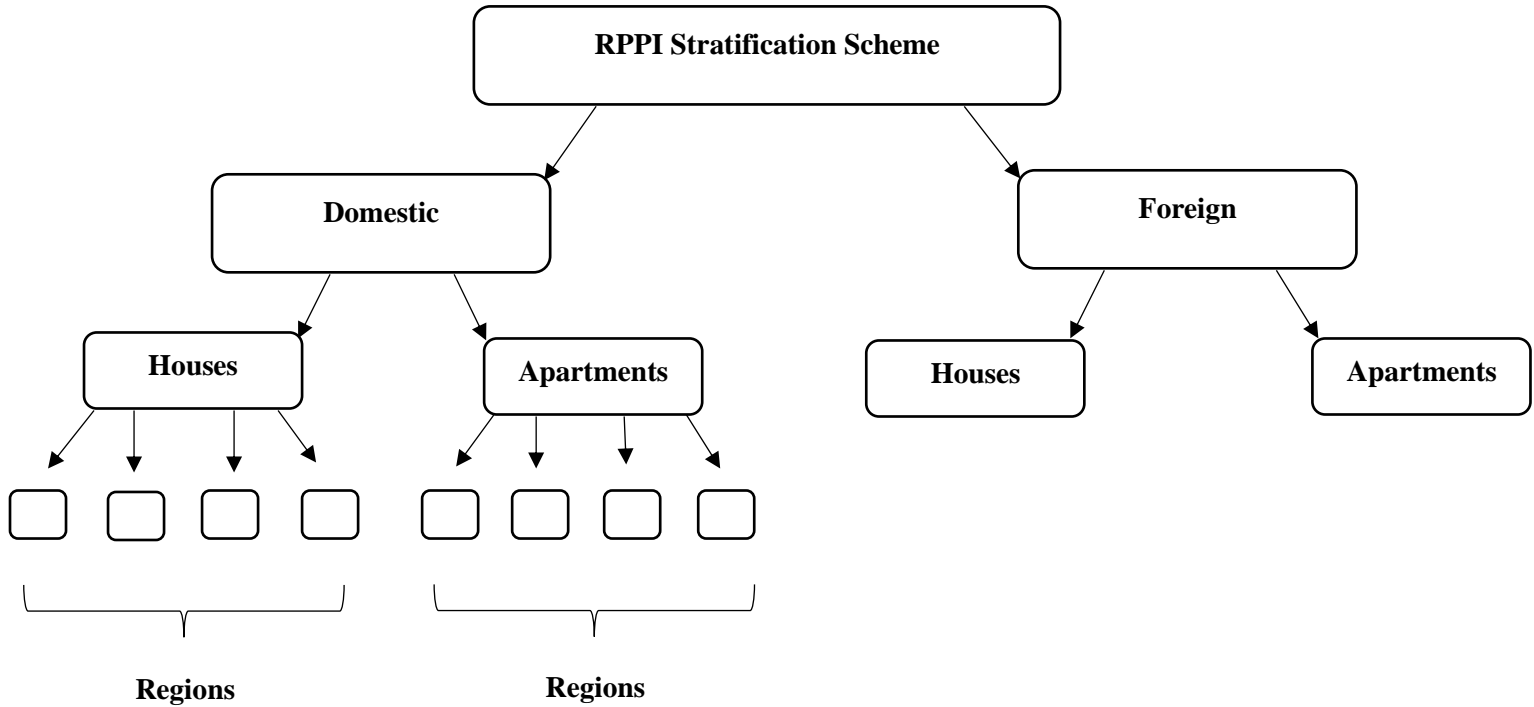 RPPI Stratification Scheme
Domestic
Foreign
Houses
Apartments
Houses
Apartments
Regions
Regions